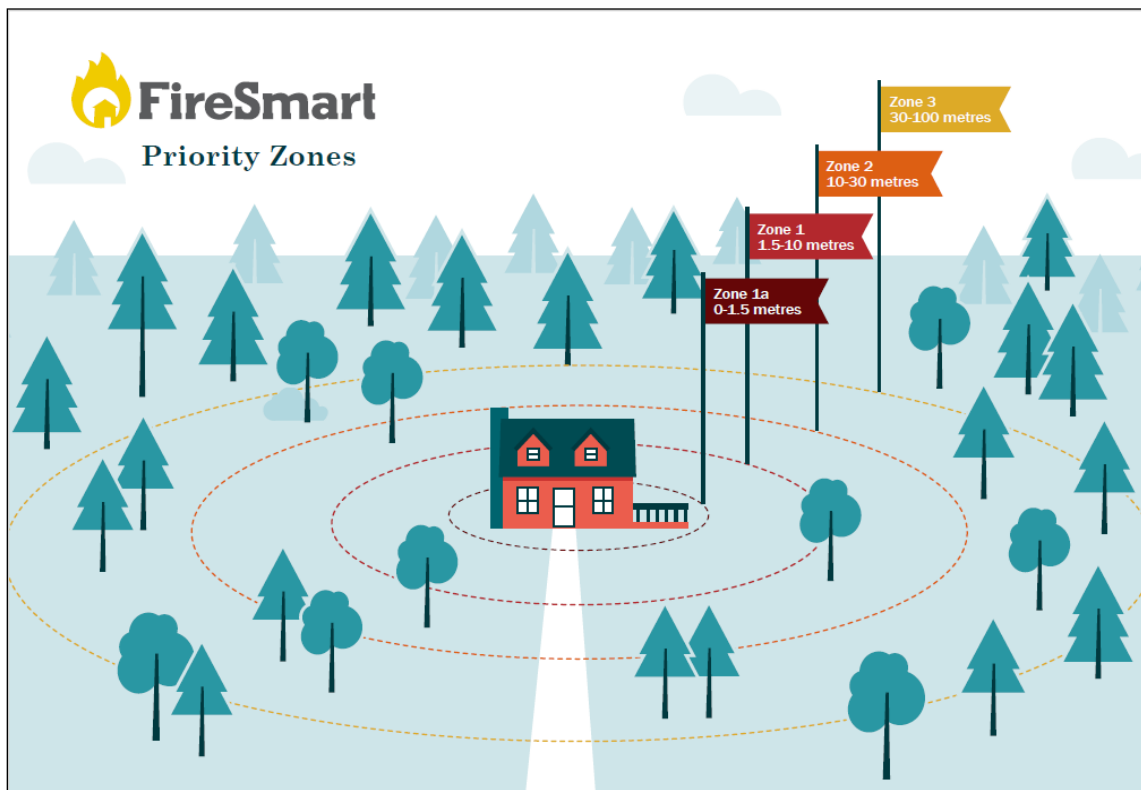 FireSmart
Priority Zones
Zone 3
30-100 metres
Zone 2
10-30 metres
Zone 1
1.5-10 metres
Zone 1a
0-1.5 metres